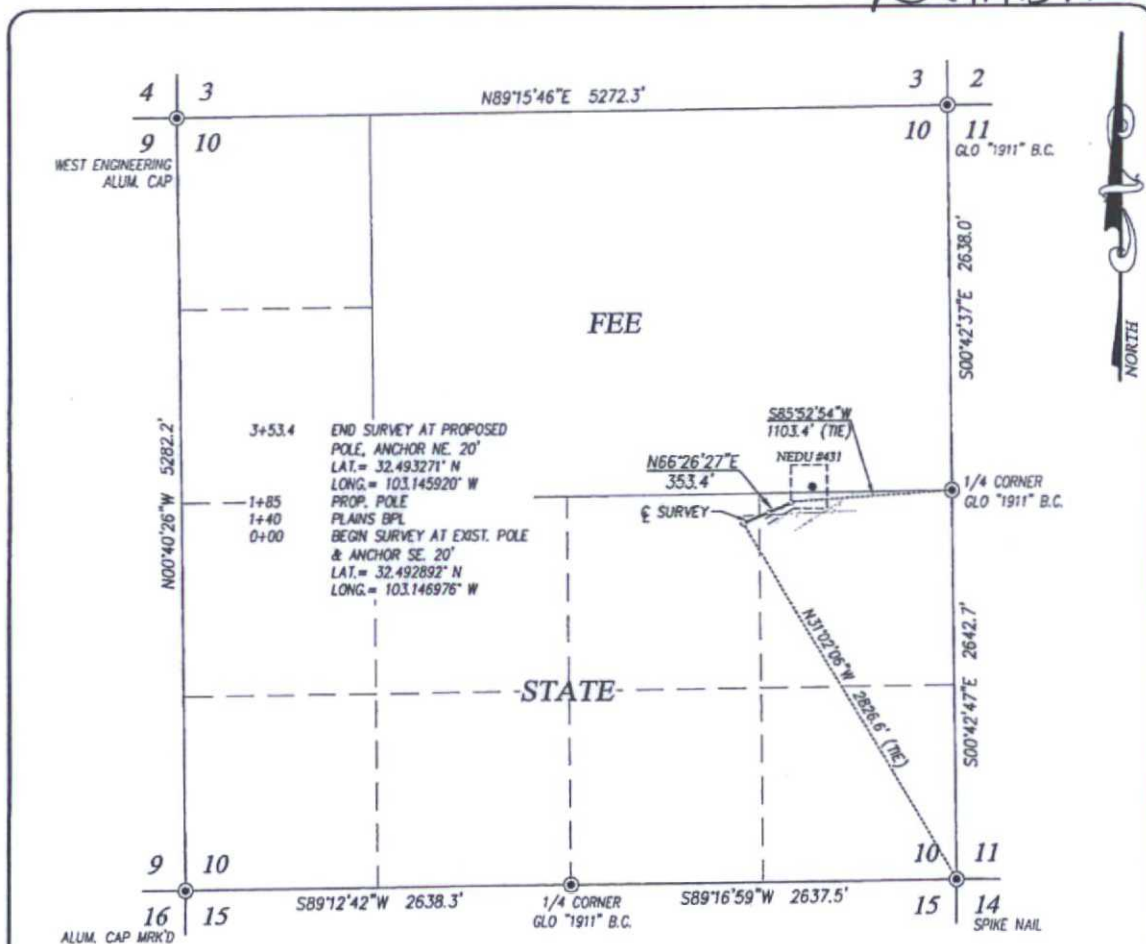 4 3
N89°15'46"E 5272.3'
3 2
9 10
10 11
WEST ENGINEERING
ALUM. CAP
GLO "1911" B.C.
S00°42'37"E 2638.0'
NORTH
FEE
N00°40'26"W 5282.2'
3+53.4 END SURVEY AT PROPOSED
POLE, ANCHOR NE. 20'
LAT.= 32.493271° N
LONG.= 103.145920° W
1+85 PROP. POLE
1+40 PLAINS BPL
0+00 BEGIN SURVEY AT EXIST. POLE
& ANCHOR SE. 20'
LAT.= 32.492892° N
LONG.= 103.146976° W
S85°52'54"W
1103.4' (TIE)
NEDU #431
N66°26'27"E
353.4'
℄ SURVEY
1/4 CORNER
GLO "1911" B.C.
N31°02'06"W 2826.6' (TIE)
S00°42'47"E 2642.7'
STATE
9 10
10 11
S89°12'42"W 2638.3'
1/4 CORNER
GLO "1911" B.C.
S89°16'59"W 2637.5'
16 15
15 14
ALUM. CAP MRK'D
SPIKE NAIL